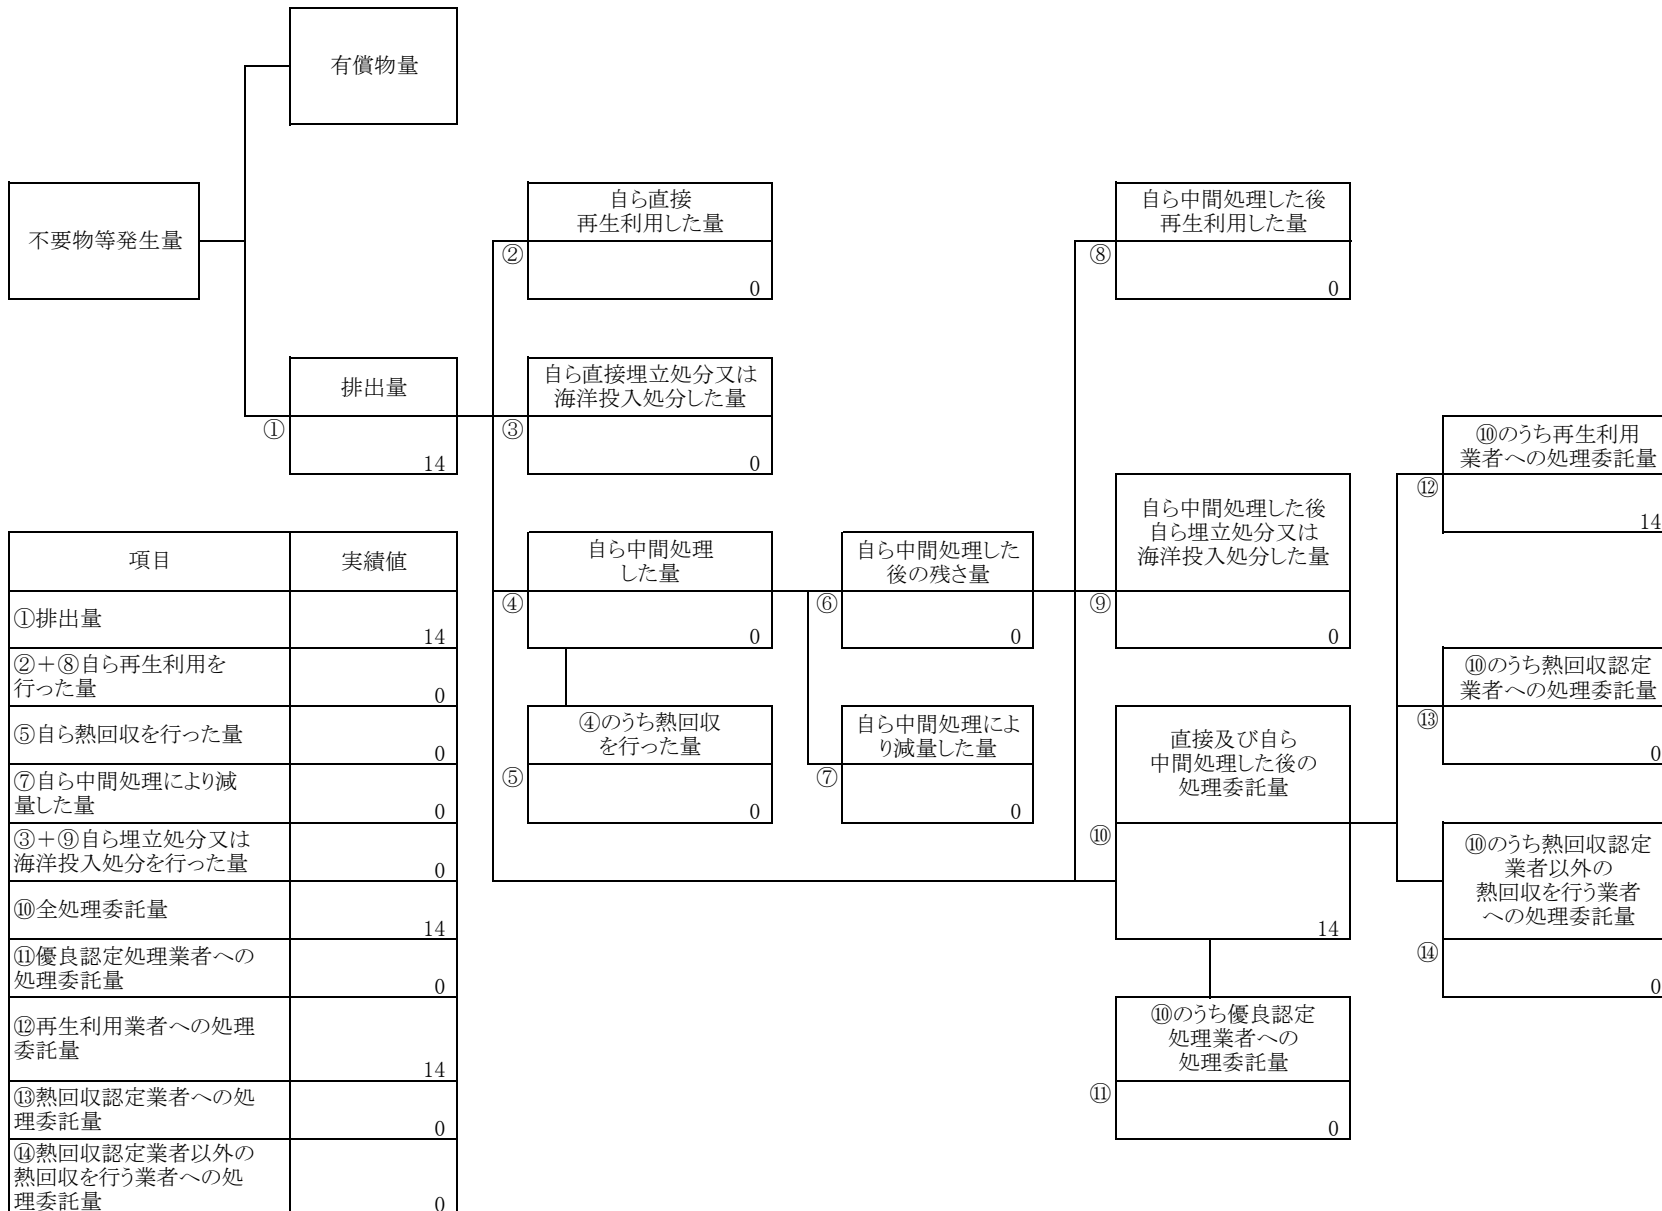 有償物量
不要物等発生量
自ら直接
再生利用した量
②
0
自ら中間処理した後
再生利用した量
⑧
0
排出量
①
14
自ら直接埋立処分又は
海洋投入処分した量
③
0
⑩のうち再生利用
業者への処理委託量
⑫
14
自ら中間処理した後
自ら埋立処分又は
海洋投入処分した量
⑨
0
自ら中間処理
した量
④
0
自ら中間処理した
後の残さ量
⑥
0
⑩のうち熱回収認定
業者への処理委託量
⑬
0
④のうち熱回収
を行った量
⑤
0
自ら中間処理によ
り減量した量
⑦
0
直接及び自ら
中間処理した後の
処理委託量
⑩
14
⑩のうち熱回収認定
業者以外の
熱回収を行う業者
への処理委託量
⑭
0
⑩のうち優良認定
処理業者への
処理委託量
⑪
0
項目 実績値
①排出量
14
②＋⑧自ら再生利用を
行った量
0
⑤自ら熱回収を行った量
0
⑦自ら中間処理により減
量した量
0
③＋⑨自ら埋立処分又は
海洋投入処分を行った量
0
⑩全処理委託量
14
⑪優良認定処理業者への
処理委託量
0
⑫再生利用業者への処理
委託量
14
⑬熱回収認定業者への処
理委託量
0
⑭熱回収認定業者以外の
熱回収を行う業者への処
理委託量
0